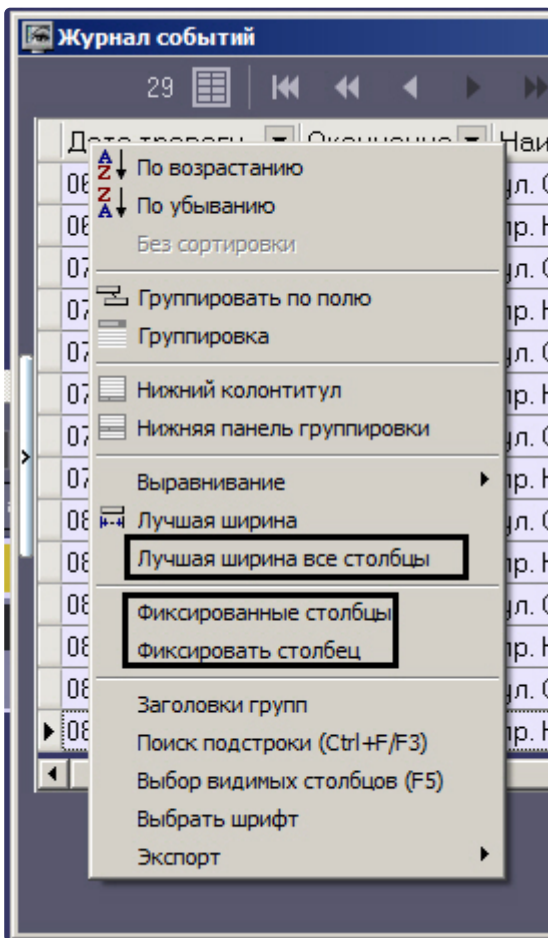 Журнал событий
29
По возрастанию
По убыванию
Без сортировки
Группировать по полю
Группировка
Нижний колонтитул
Нижняя панель группировки
Выравнивание
Лучшая ширина
Лучшая ширина все столбцы
Фиксированные столбцы
Фиксировать столбец
Заголовки групп
Поиск подстроки (Ctrl+F/F3)
Выбор видимых столбцов (F5)
Выбрать шрифт
Экспорт